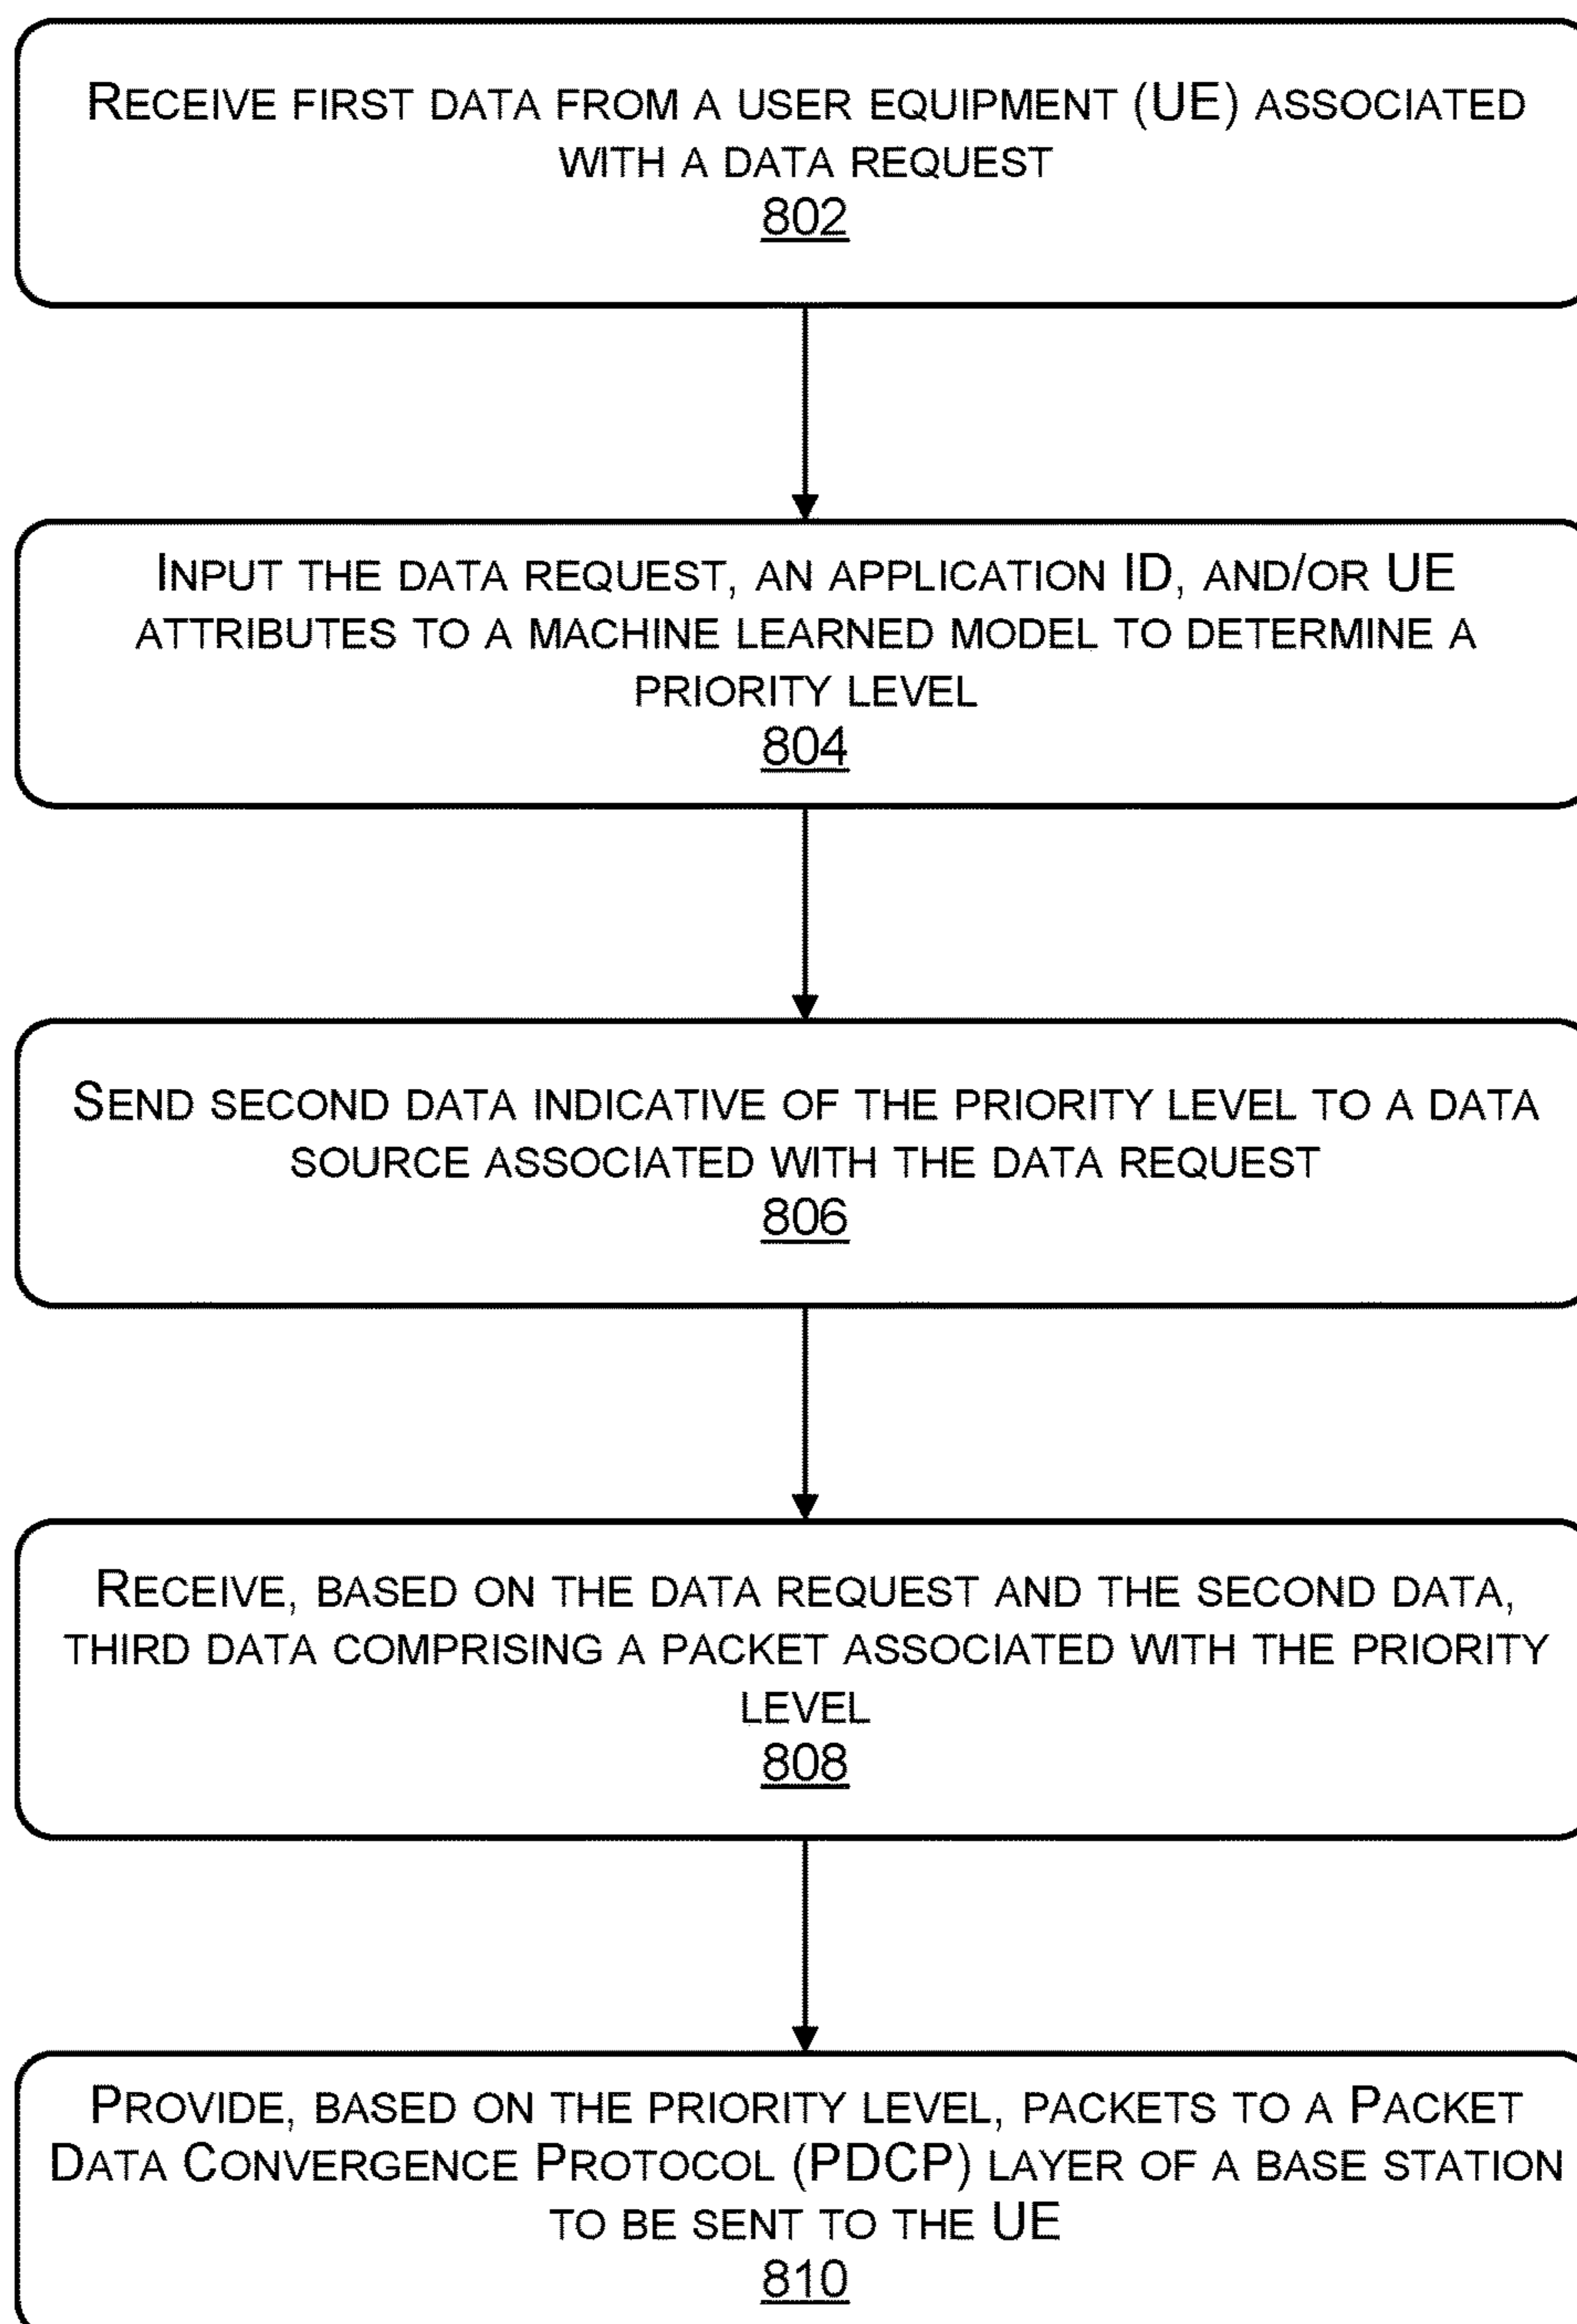 RECEIVE FIRST DATA FROM A USER EQUIPMENT (UE) ASSOCIATED
WITH A DATA REQUEST
802
INPUT THE DATA REQUEST, AN APPLICATION ID, AND/OR UE
ATTRIBUTES TO A MACHINE LEARNED MODEL TO DETERMINE A
PRIORITY LEVEL
804
SEND SECOND DATA INDICATIVE OF THE PRIORITY LEVEL TO A DATA
SOURCE ASSOCIATED WITH THE DATA REQUEST
806
RECEIVE, BASED ON THE DATA REQUEST AND THE SECOND DATA,
THIRD DATA COMPRISING A PACKET ASSOCIATED WITH THE PRIORITY
LEVEL
808
PROVIDE, BASED ON THE PRIORITY LEVEL, PACKETS TO A PACKET
DATA CONVERGENCE PROTOCOL (PDCP) LAYER OF A BASE STATION
TO BE SENT TO THE UE
810